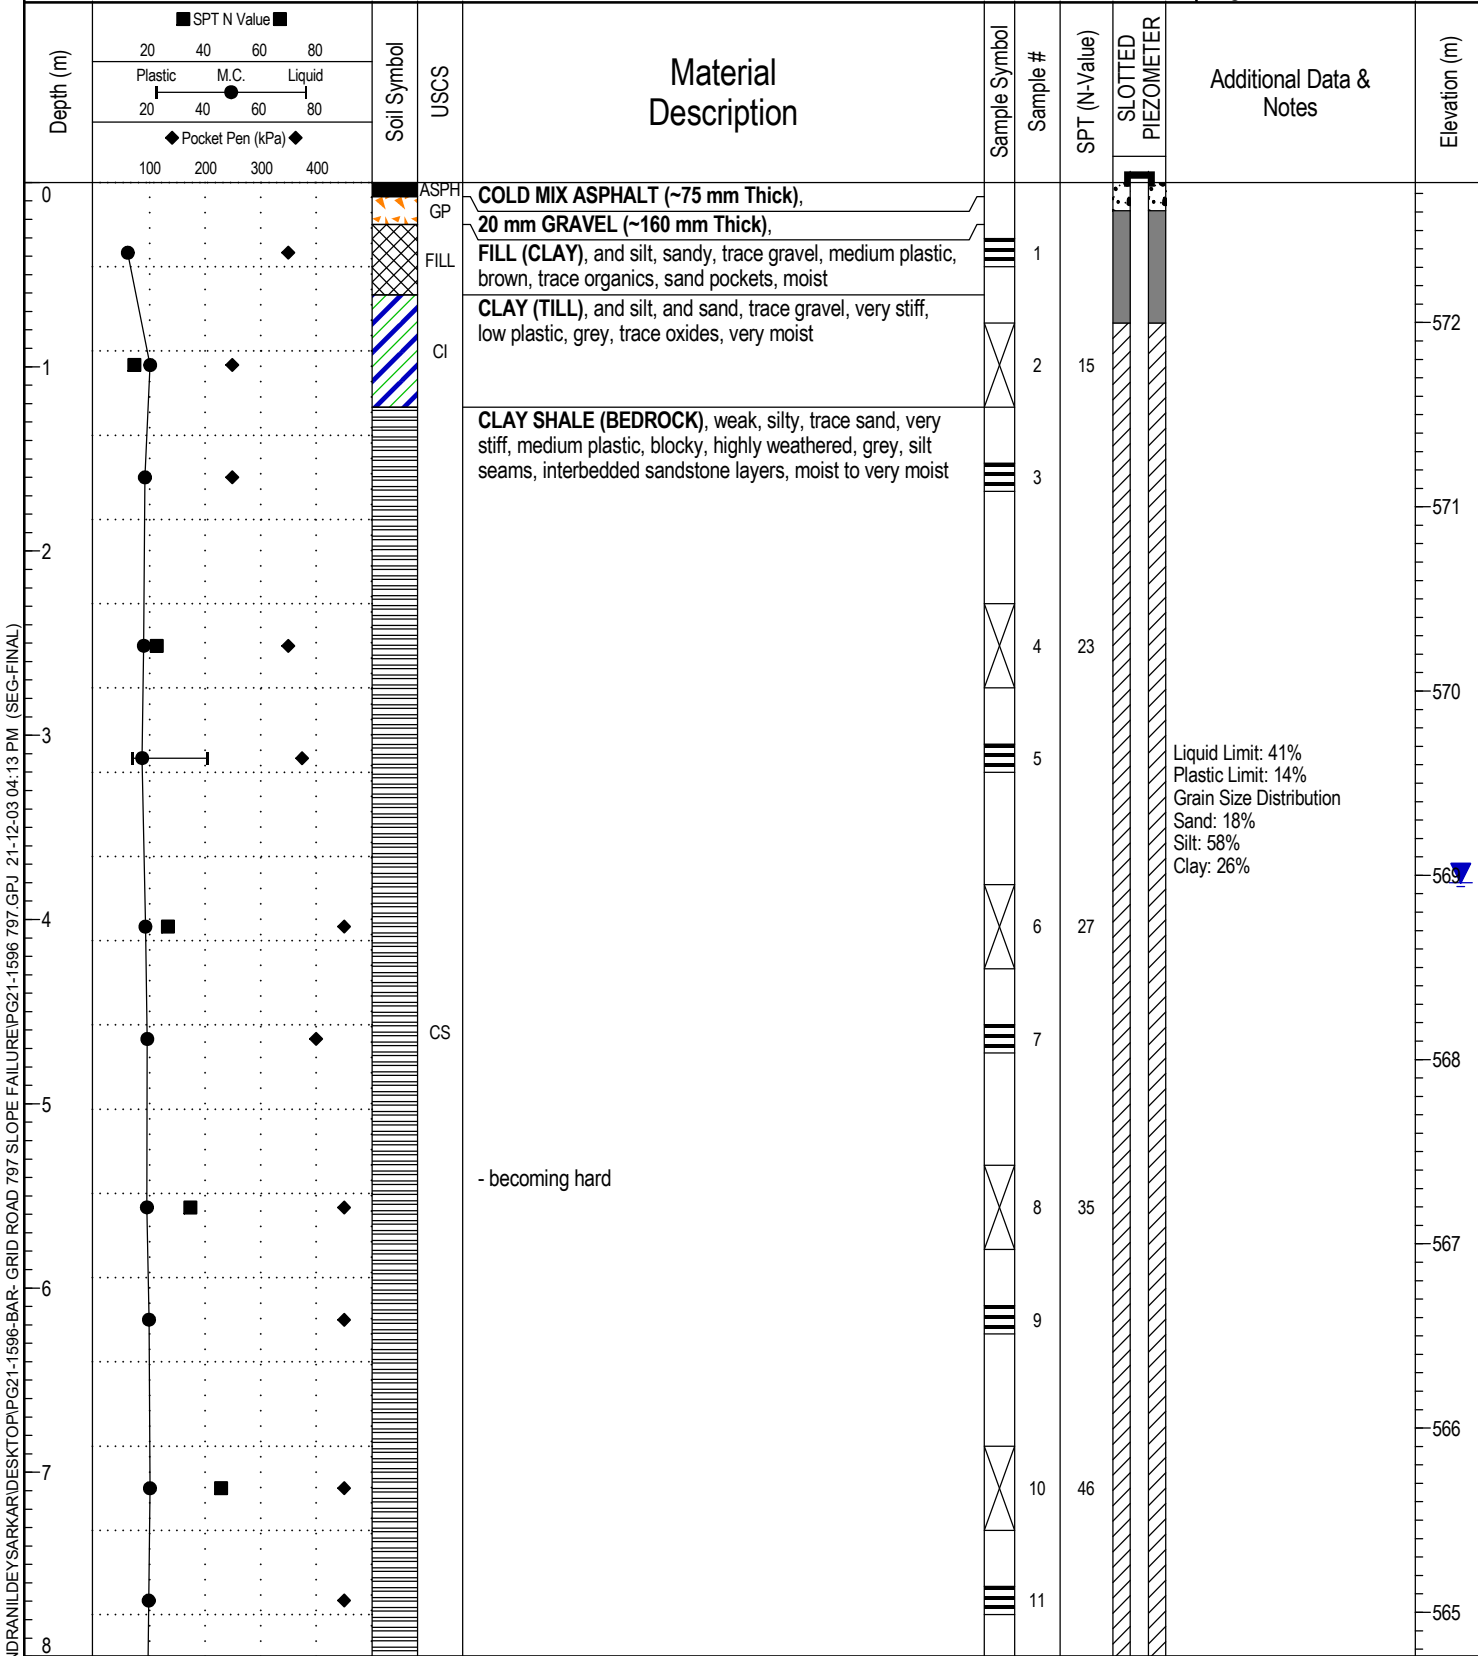 ■ SPT N Value ■
20 40 60 80
Plastic M.C. Liquid
20 40 60 80
◆ Pocket Pen (kPa) ◆
100 200 300 400
Depth (m)
Soil Symbol
USCS
Material
Description
Sample Symbol
Sample #
SPT (N-Value)
SLOTTED
PIEZOMETER
Additional Data &
Notes
Elevation (m)
0
ASPH
COLD MIX ASPHALT (~75 mm Thick),
GP
20 mm GRAVEL (~160 mm Thick),
FILL
FILL (CLAY), and silt, sandy, trace gravel, medium plastic,
brown, trace organics, sand pockets, moist
1
CI
CLAY (TILL), and silt, and sand, trace gravel, very stiff,
low plastic, grey, trace oxides, very moist
572
1
2 15
CLAY SHALE (BEDROCK), weak, silty, trace sand, very
stiff, medium plastic, blocky, highly weathered, grey, silt
seams, interbedded sandstone layers, moist to very moist
3
571
2
4 23
570
3
5
Liquid Limit: 41%
Plastic Limit: 14%
Grain Size Distribution
Sand: 18%
Silt: 58%
Clay: 26%
569
4
6 27
CS
7
568
5
- becoming hard
8 35
567
6
9
566
7
10 46
11
565
8
NDRANILDEYSARKAR\DESKTOP\PG21-1596-BAR- GRID ROAD 797 SLOPE FAILURE\PG21-1596 797.GPJ 21-12-03 04:13 PM (SEG-FINAL)